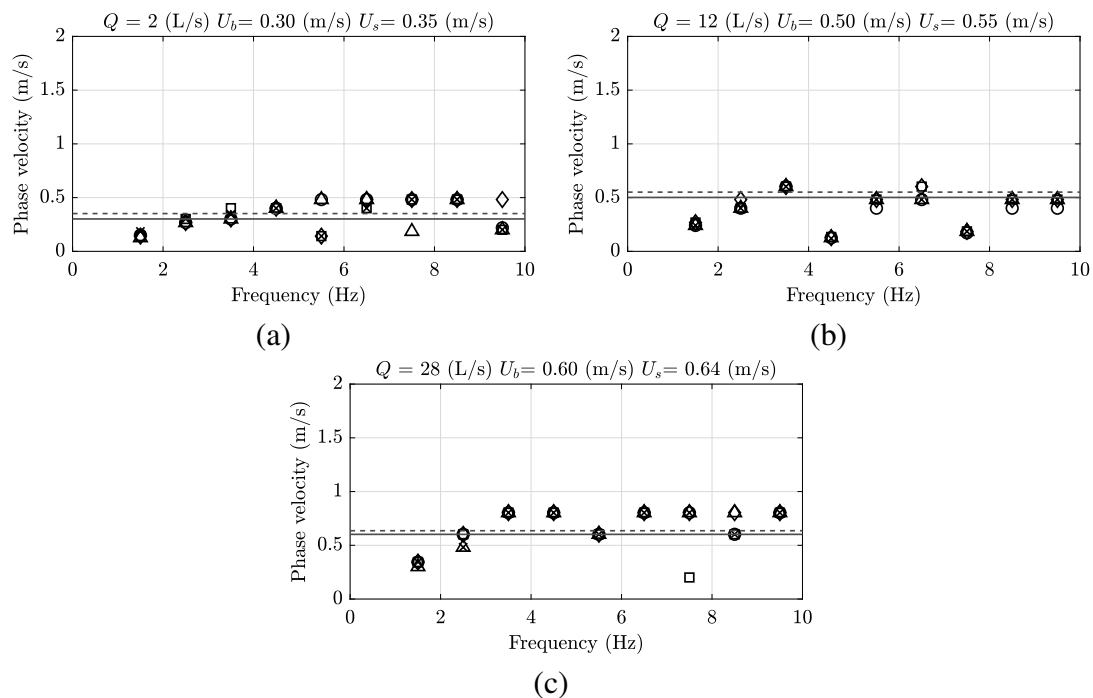 Q = 2 (L/s) U_b= 0.30 (m/s) U_s= 0.35 (m/s)
2
1.5
1
0.5
0
Phase velocity (m/s)
0 2 4 6 8 10
Frequency (Hz)
(a)
Q = 12 (L/s) U_b= 0.50 (m/s) U_s= 0.55 (m/s)
2
1.5
1
0.5
0
Phase velocity (m/s)
0 2 4 6 8 10
Frequency (Hz)
(b)
Q = 28 (L/s) U_b= 0.60 (m/s) U_s= 0.64 (m/s)
2
1.5
1
0.5
0
Phase velocity (m/s)
0 2 4 6 8 10
Frequency (Hz)
(c)